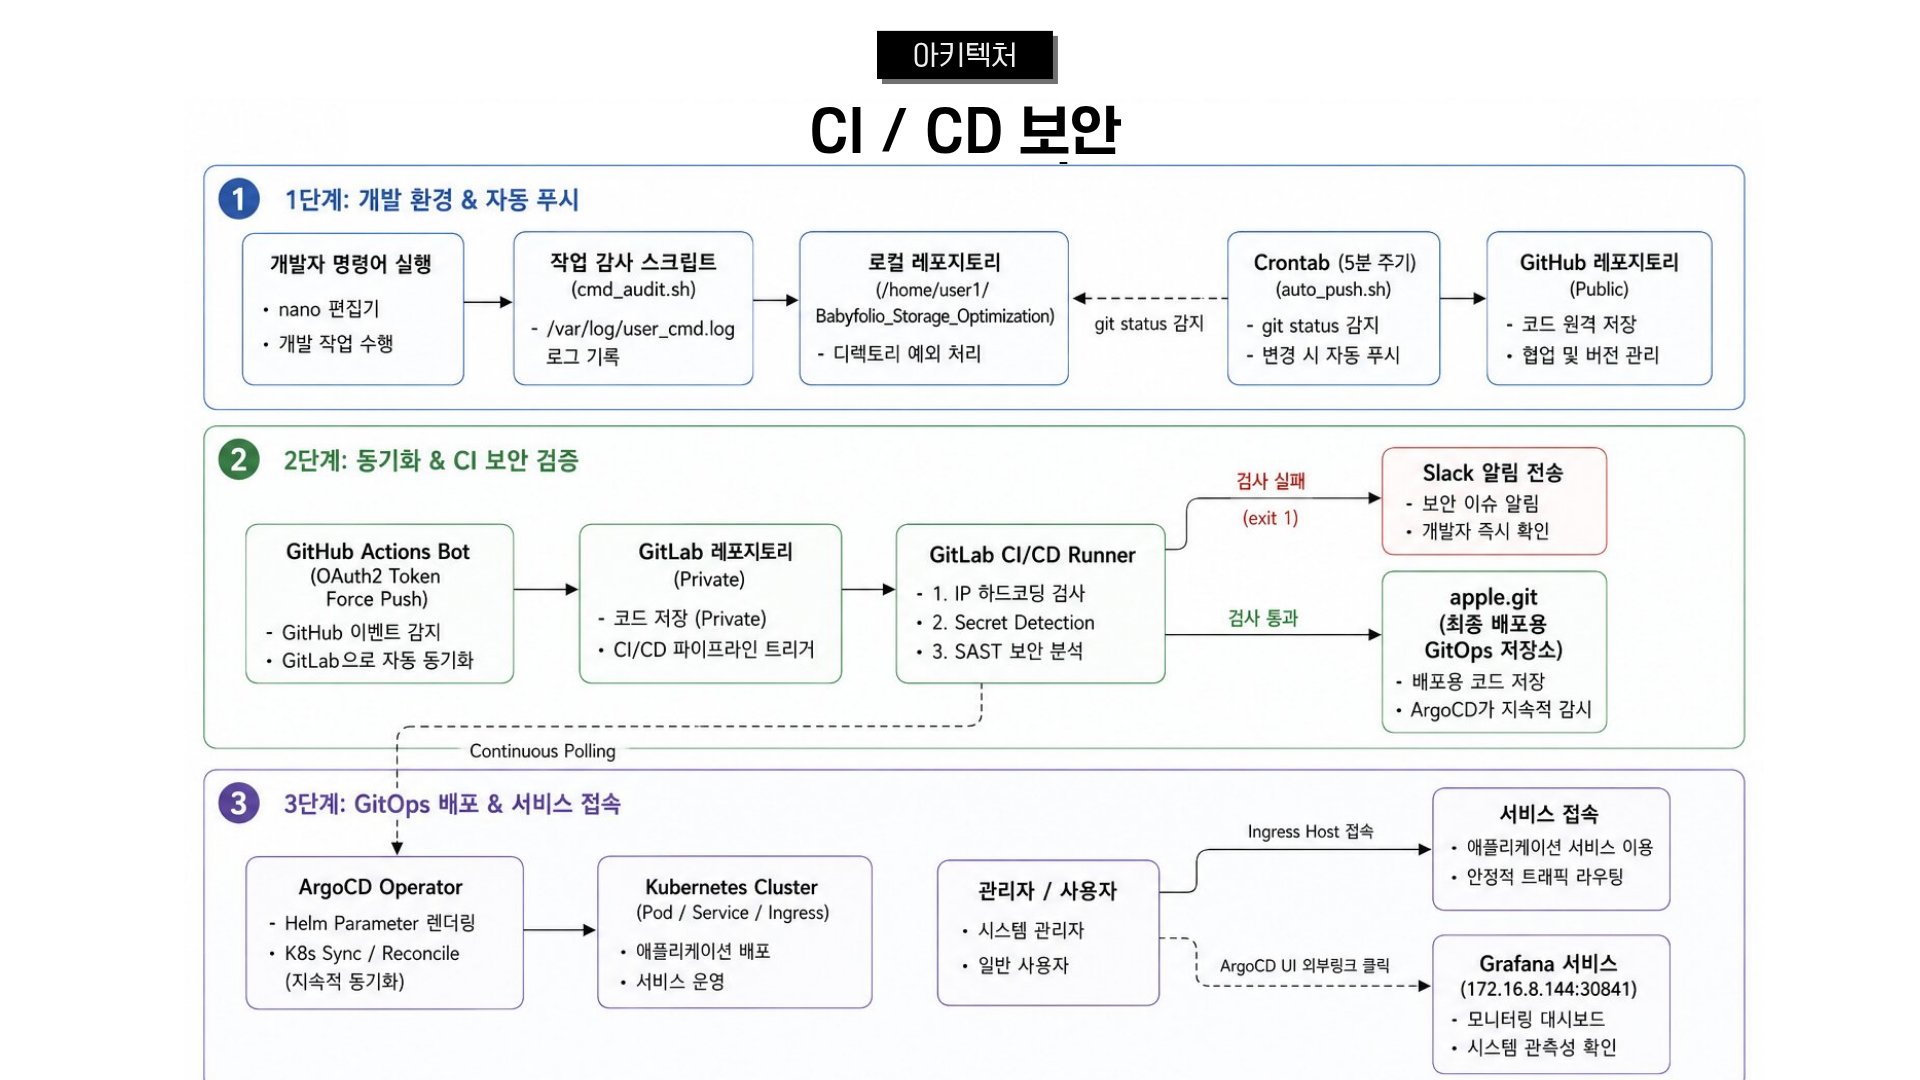 아키텍처
CI / CD 보안
1
1단계: 개발 환경 & 자동 푸시
개발자 명령어 실행
• nano 편집기
• 개발 작업 수행
작업 감사 스크립트
(cmd_audit.sh)
- /var/log/user_cmd.log
로그 기록
로컬 레포지토리
(/home/user1/
Babyfolio_Storage_Optimization)
- 디렉토리 예외 처리
git status 감지
Crontab (5분 주기)
(auto_push.sh)
- git status 감지
- 변경 시 자동 푸시
GitHub 레포지토리
(Public)
- 코드 원격 저장
• 협업 및 버전 관리
2
2단계: 동기화 & CI 보안 검증
GitHub Actions Bot
(OAuth2 Token
Force Push)
- GitHub 이벤트 감지
• GitLab으로 자동 동기화
GitLab 레포지토리
(Private)
- 코드 저장 (Private)
• CI/CD 파이프라인 트리거
GitLab CI/CD Runner
- 1. IP 하드코딩 검사
• 2. Secret Detection
• 3. SAST 보안 분석
검사 실패
(exit 1)
Slack 알림 전송
- 보안 이슈 알림
• 개발자 즉시 확인
검사 통과
apple.git
(최종 배포용
GitOps 저장소)
- 배포용 코드 저장
• ArgoCD가 지속적 감시
Continuous Polling
3
3단계: GitOps 배포 & 서비스 접속
ArgoCD Operator
- Helm Parameter 렌더링
• K8s Sync / Reconcile
(지속적 동기화)
Kubernetes Cluster
(Pod / Service / Ingress)
• 애플리케이션 배포
• 서비스 운영
관리자 / 사용자
• 시스템 관리자
• 일반 사용자
Ingress Host 접속
서비스 접속
• 애플리케이션 서비스 이용
• 안정적 트래픽 라우팅
ArgoCD UI 외부링크 클릭
Grafana 서비스
(172.16.8.144:30841)
- 모니터링 대시보드
• 시스템 관측성 확인